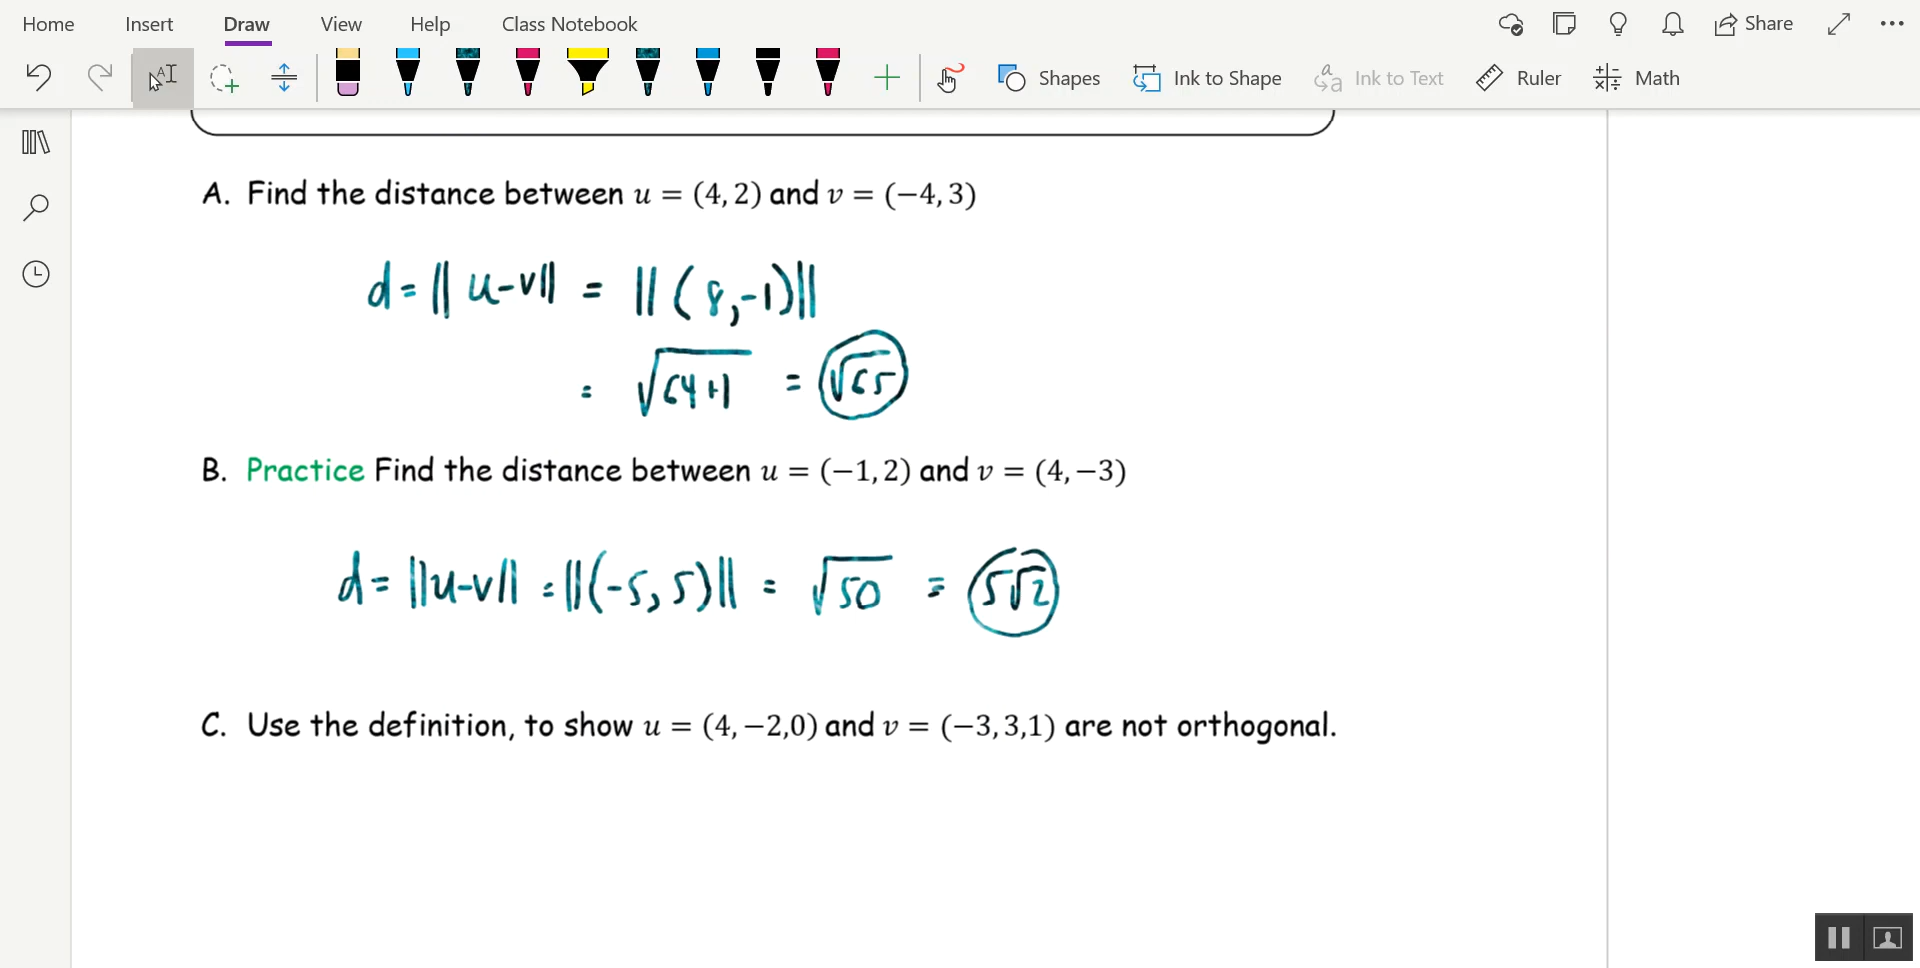 Home Insert Draw View Help Class Notebook Share
Shapes Ink to Shape Ink to Text Ruler Math
A. Find the distance between u = (4, 2) and v = (−4, 3)
d = || u-v || = || ( 8, -1) ||
= √64+1 = √65
B. Practice Find the distance between u = (−1, 2) and v = (4, −3)
d = ||u-v|| = ||(-5, 5)|| = √50 = 5√2
C. Use the definition, to show u = (4, −2,0) and v = (−3, 3,1) are not orthogonal.